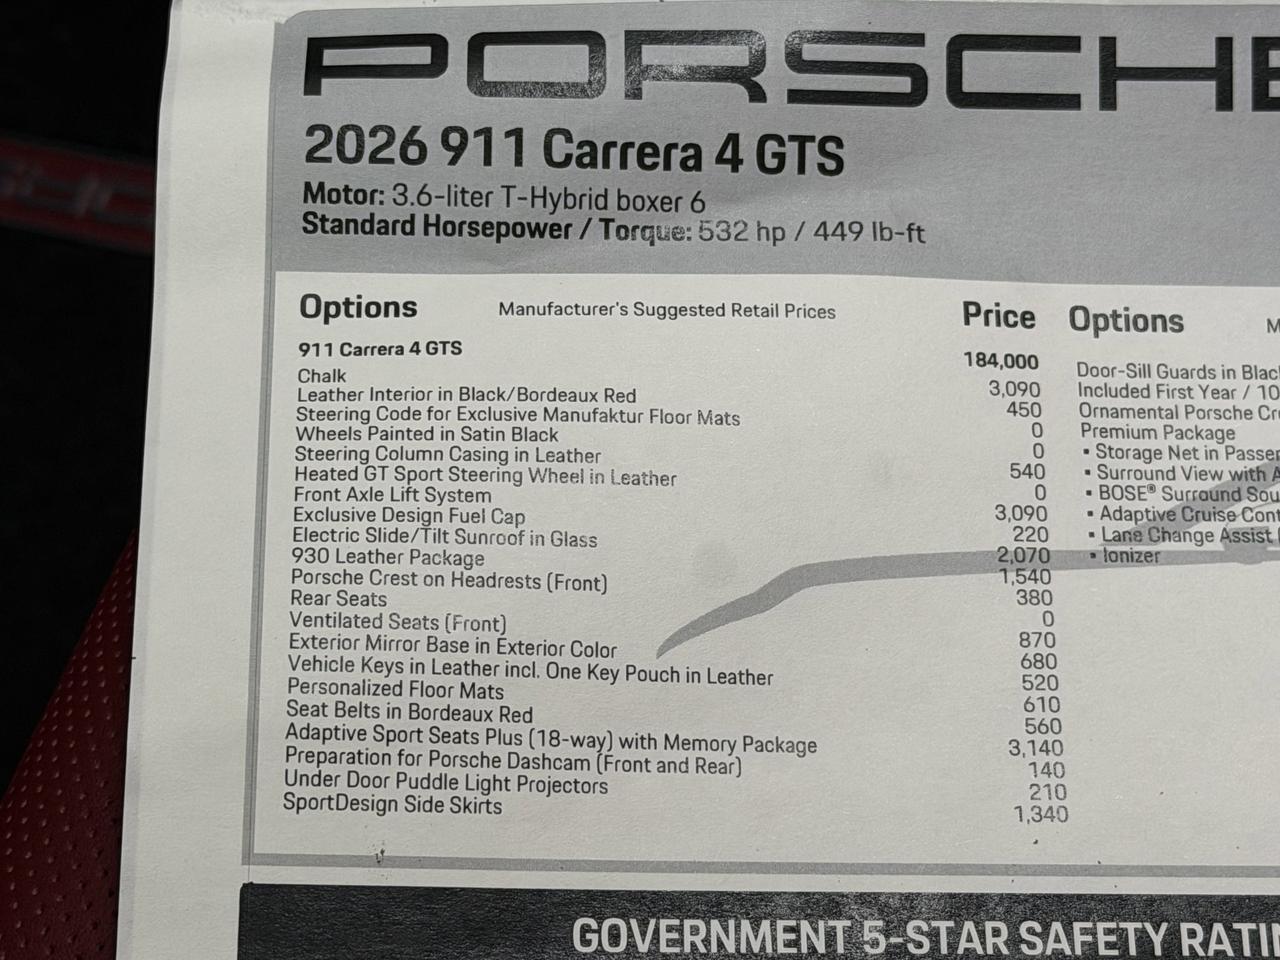 PORSCHE
2026 911 Carrera 4 GTS
Motor: 3.6-liter T-Hybrid boxer 6
Standard Horsepower / Torque: 532 hp / 449 lb-ft
Options Manufacturer's Suggested Retail Prices Price
911 Carrera 4 GTS 184,000
Chalk 3,090
Leather Interior in Black/Bordeaux Red 450
Steering Code for Exclusive Manufaktur Floor Mats 0
Wheels Painted in Satin Black 0
Steering Column Casing in Leather 540
Heated GT Sport Steering Wheel in Leather 0
Front Axle Lift System 3,090
Exclusive Design Fuel Cap 220
Electric Slide/Tilt Sunroof in Glass 2,070
930 Leather Package 1,540
Porsche Crest on Headrests (Front) 380
Rear Seats 0
Ventilated Seats (Front) 870
Exterior Mirror Base in Exterior Color 680
Vehicle Keys in Leather incl. One Key Pouch in Leather 520
Personalized Floor Mats 610
Seat Belts in Bordeaux Red 560
Adaptive Sport Seats Plus (18-way) with Memory Package 3,140
Preparation for Porsche Dashcam (Front and Rear) 140
Under Door Puddle Light Projectors 210
SportDesign Side Skirts 1,340
Options M
Door-Sill Guards in Blac
Included First Year / 10
Ornamental Porsche Cr
Premium Package
• Storage Net in Passer
• Surround View with A
• BOSE® Surround Sou
• Adaptive Cruise Cont
• Lane Change Assist
• Ionizer
GOVERNMENT 5-STAR SAFETY RATIN